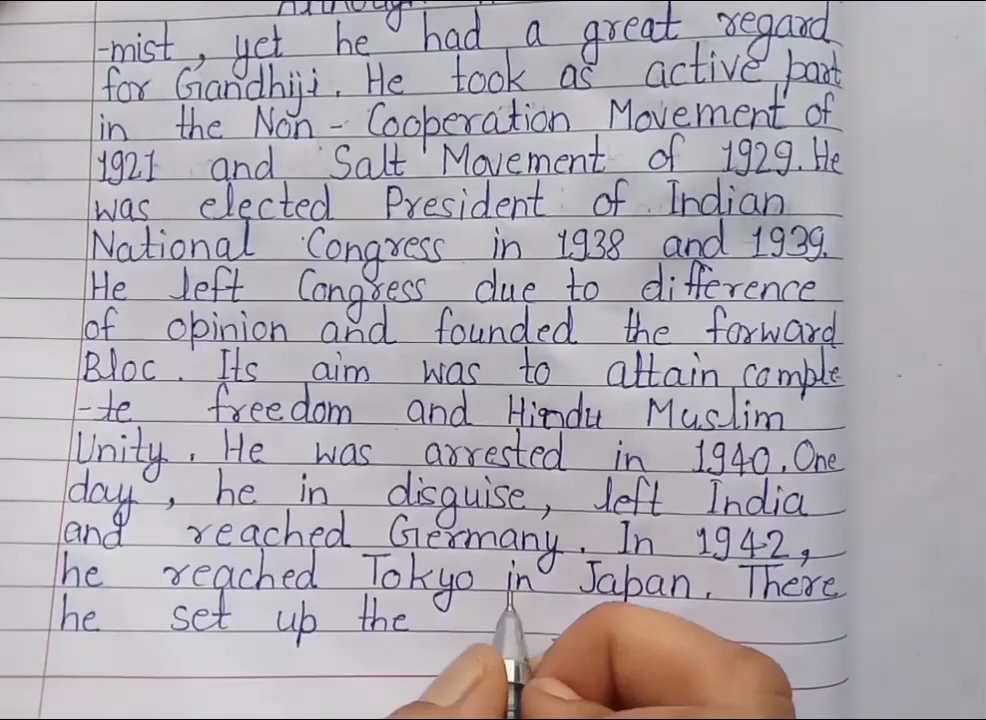 Although
-mist, yet he had a great regard
for Gandhiji. He took as active part
in the Non - Cooperation Movement of
1921 and Salt Movement of 1929. He
was elected President of Indian
National Congress in 1938 and 1939.
He left Congress due to difference
of opinion and founded the forward
Bloc. Its aim was to attain comple
-te freedom and Hindu Muslim
Unity. He was arrested in 1940. One
day, he in disguise, left India
and reached Germany. In 1942,
he reached Tokyo in Japan. There
he set up the